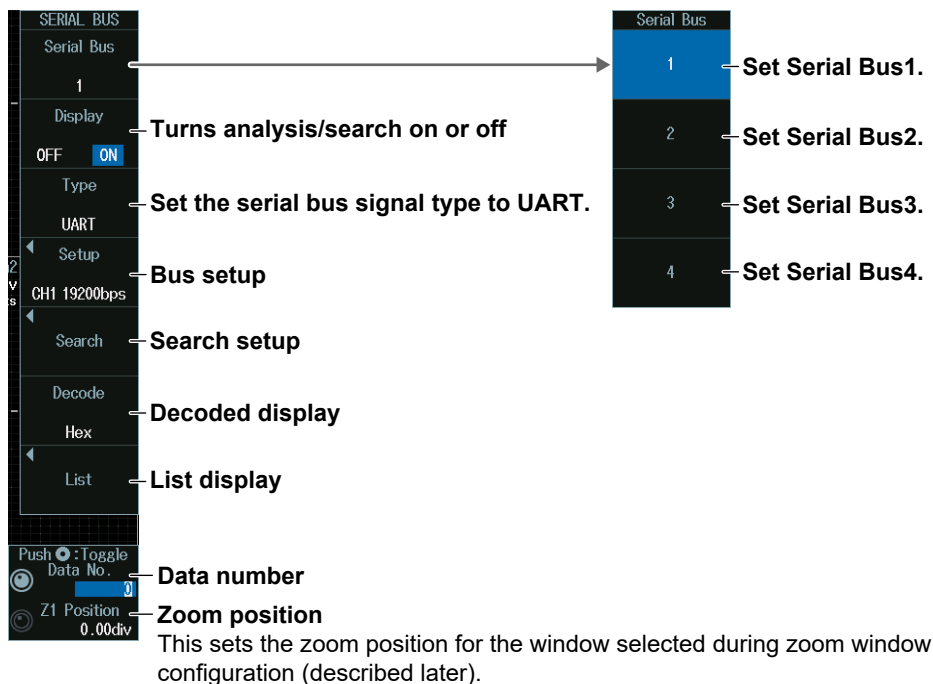 SERIAL BUS
Serial Bus
1
Display
OFF ON
Type
UART
Setup
CH1 19200bps
Search
Decode
Hex
List
Push :Toggle
Data No.
0
Z1 Position
0.00div
Turns analysis/search on or off
Set the serial bus signal type to UART.
Bus setup
Search setup
Decoded display
List display
Data number
Zoom position
This sets the zoom position for the window selected during zoom window
configuration (described later).
Serial Bus
1
Set Serial Bus1.
2
Set Serial Bus2.
3
Set Serial Bus3.
4
Set Serial Bus4.